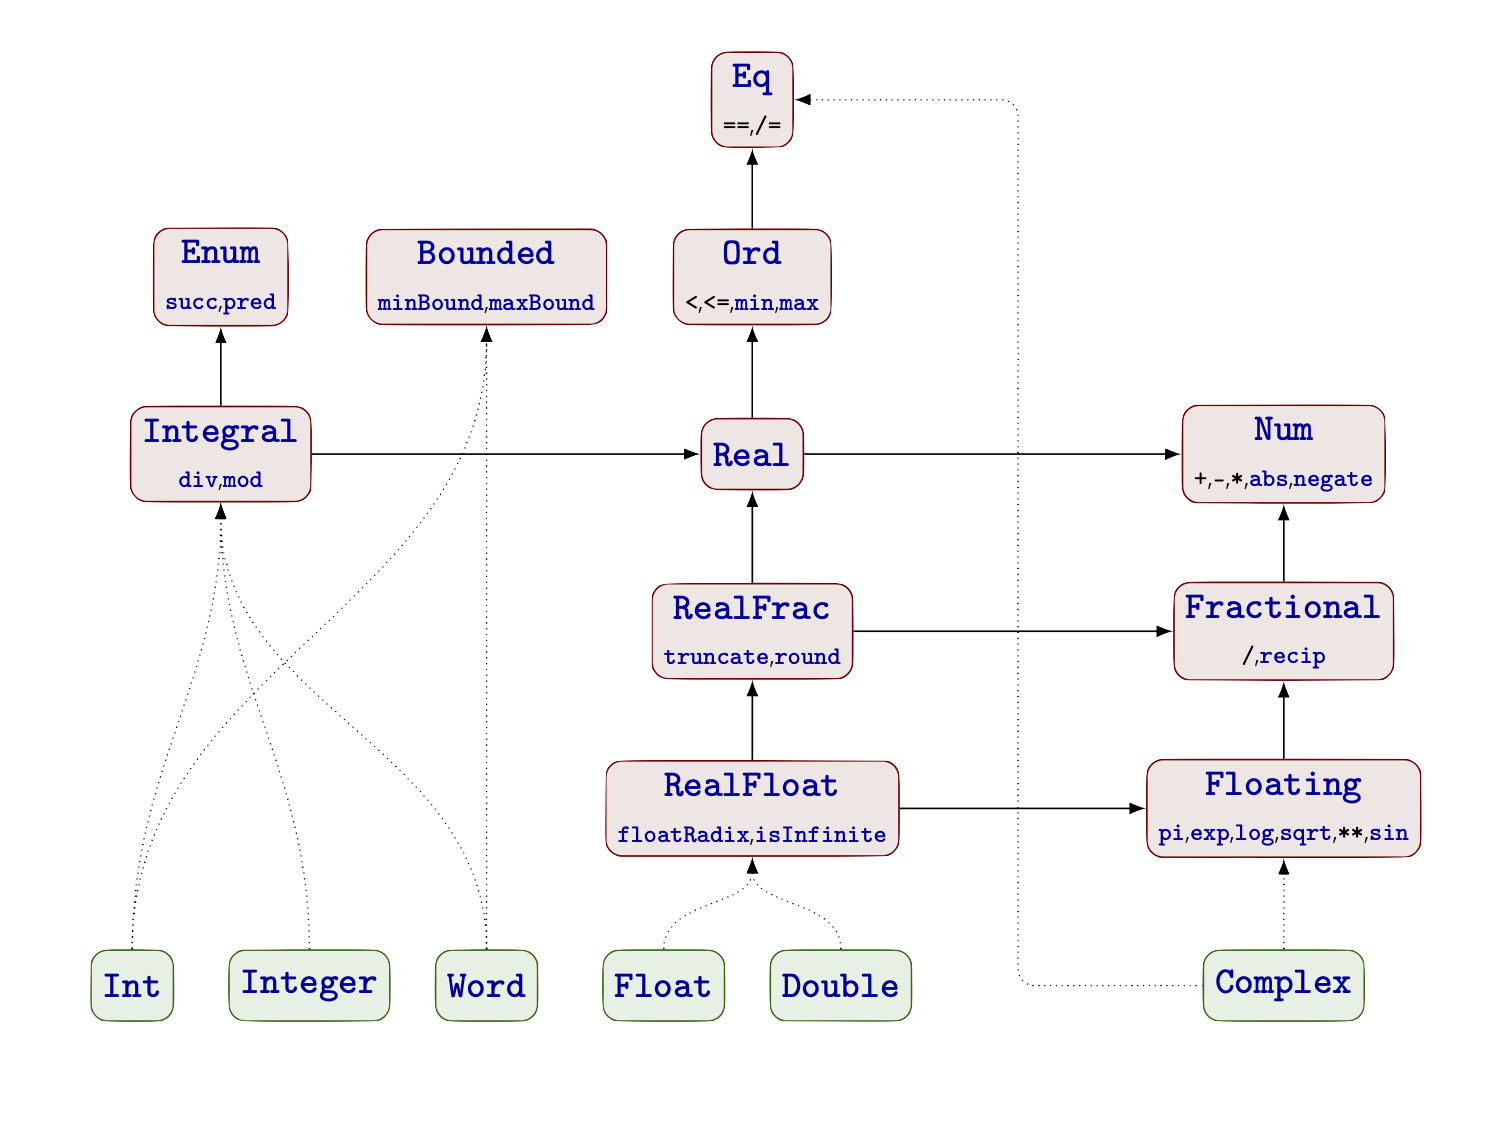 Eq
==,/=
Enum
succ,pred
Bounded
minBound,maxBound
Ord
<,<=,min,max
Integral
div,mod
Real
Num
+,-,*,abs,negate
RealFrac
truncate,round
Fractional
/,recip
RealFloat
floatRadix,isInfinite
Floating
pi,exp,log,sqrt,**,sin
Int
Integer
Word
Float
Double
Complex